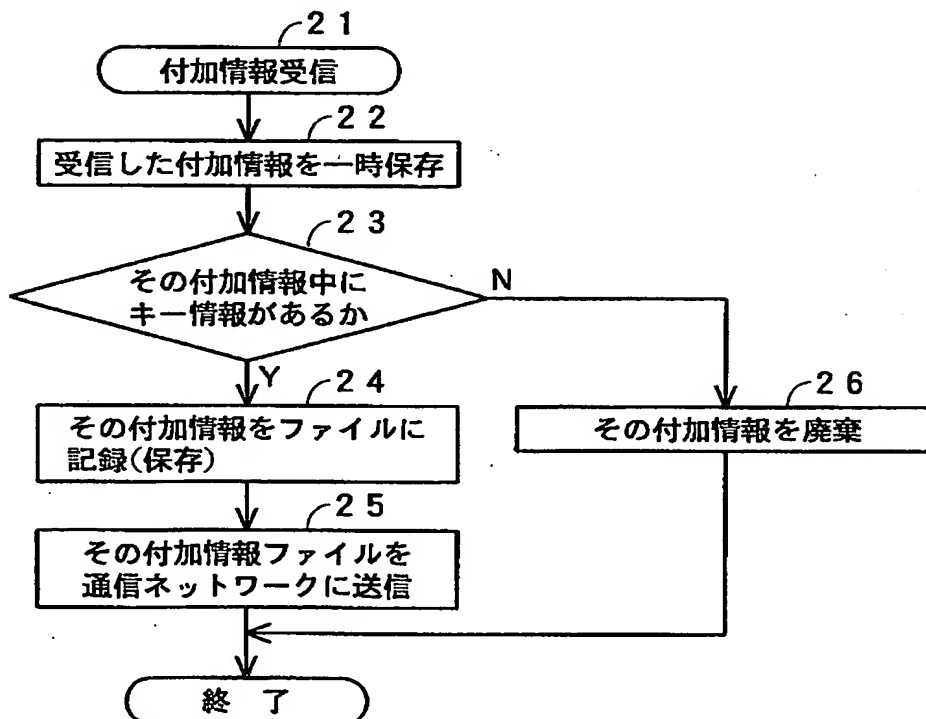 21
付加情報受信
22
受信した付加情報を一時保存
23
その付加情報中に
キー情報があるか
N
Y
24
その付加情報をファイルに
記録(保存)
26
その付加情報を廃棄
25
その付加情報ファイルを
通信ネットワークに送信
終 了